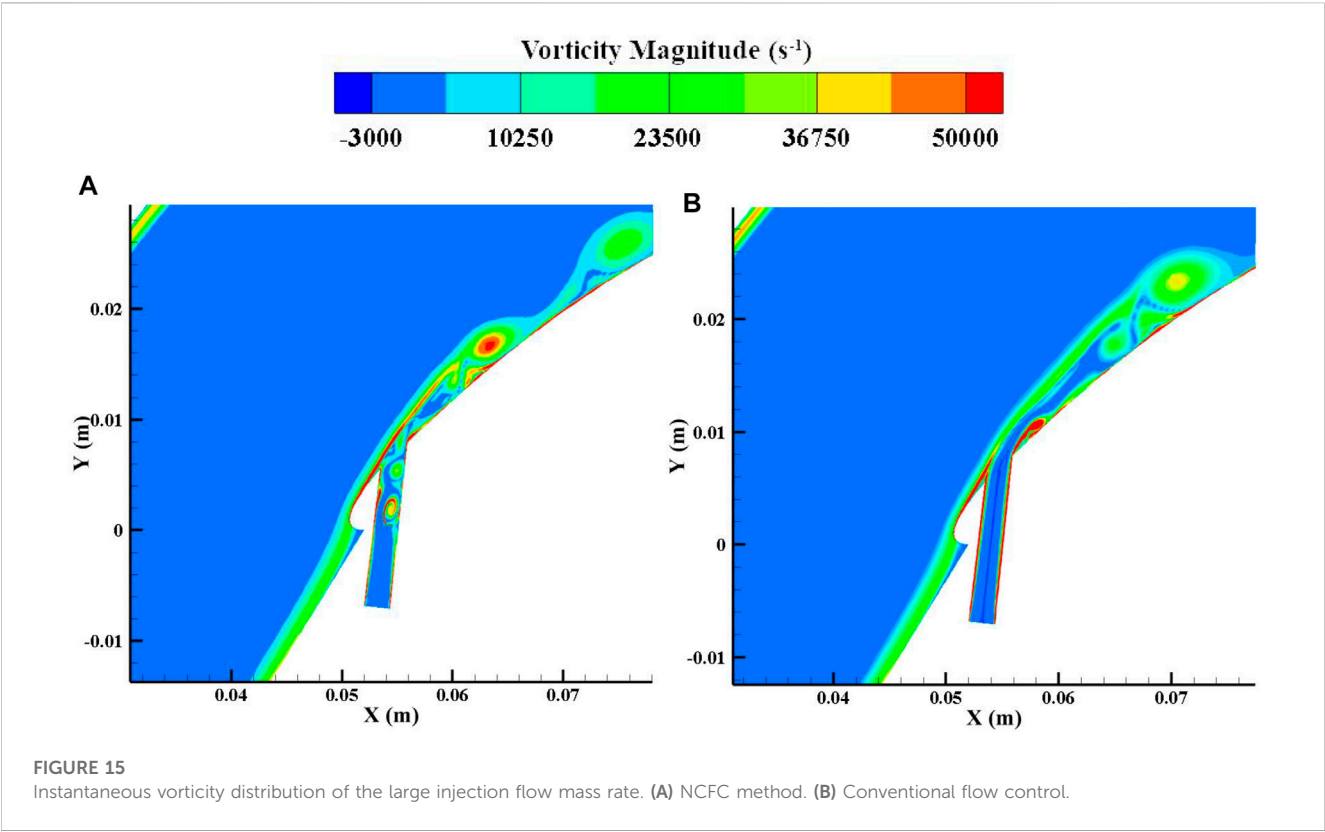 Vorticity Magnitude (s-1)
-3000 10250 23500 36750 50000
A
B
0.02
0.01
0
-0.01
Y (m)
0.04 0.05 0.06 0.07
X (m)
0.02
0.01
0
-0.01
Y (m)
0.04 0.05 0.06 0.07
X (m)
FIGURE 15
Instantaneous vorticity distribution of the large injection flow mass rate. (A) NCFC method. (B) Conventional flow control.